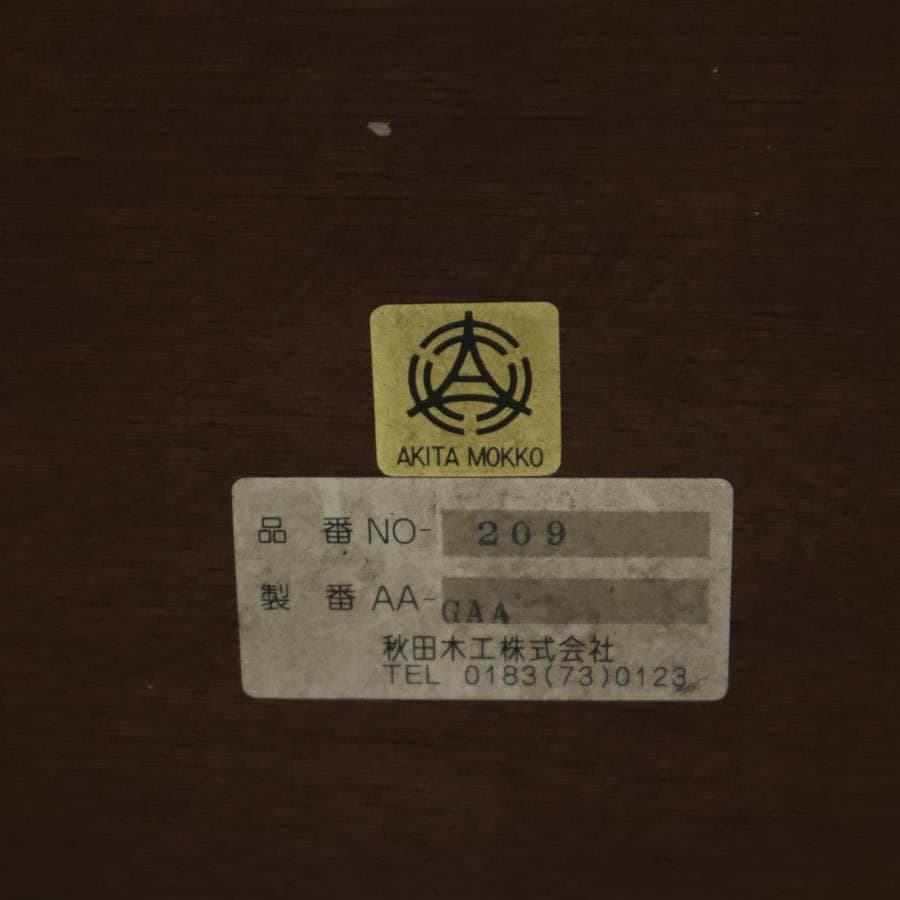 AKITA MOKKO
品 番 NO- 209
製 番 AA- GAA
秋田木工株式会社
TEL 0183(73)0123